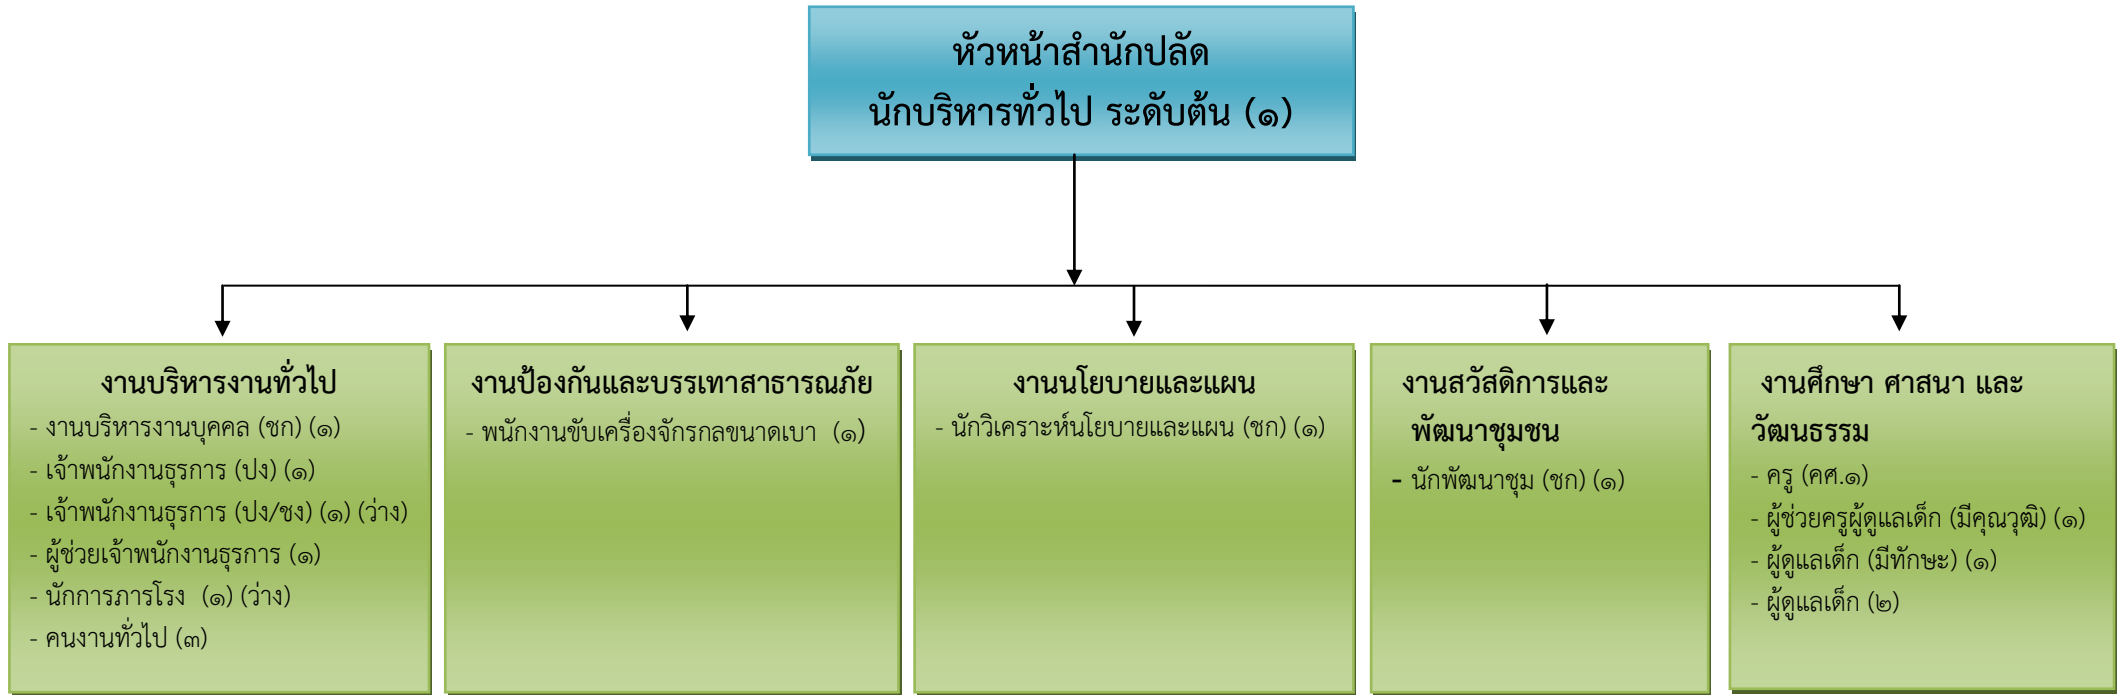 หัวหน้าสำนักปลัด
นักบริหารทั่วไป ระดับต้น (๑)
งานบริหารงานทั่วไป
- งานบริหารงานบุคคล (ชก) (๑)
- เจ้าพนักงานธุรการ (ปง) (๑)
- เจ้าพนักงานธุรการ (ปง/ชง) (๑) (ว่าง)
- ผู้ช่วยเจ้าพนักงานธุรการ (๑)
- นักการภารโรง (๑) (ว่าง)
- คนงานทั่วไป (๓)
งานป้องกันและบรรเทาสาธารณภัย
- พนักงานขับเครื่องจักรกลขนาดเบา (๑)
งานนโยบายและแผน
- นักวิเคราะห์นโยบายและแผน (ชก) (๑)
งานสวัสดิการและ
พัฒนาชุมชน
- นักพัฒนาชุม (ชก) (๑)
งานศึกษา ศาสนา และ
วัฒนธรรม
- ครู (คศ.๑)
- ผู้ช่วยครูผู้ดูแลเด็ก (มีคุณวุฒิ) (๑)
- ผู้ดูแลเด็ก (มีทักษะ) (๑)
- ผู้ดูแลเด็ก (๒)